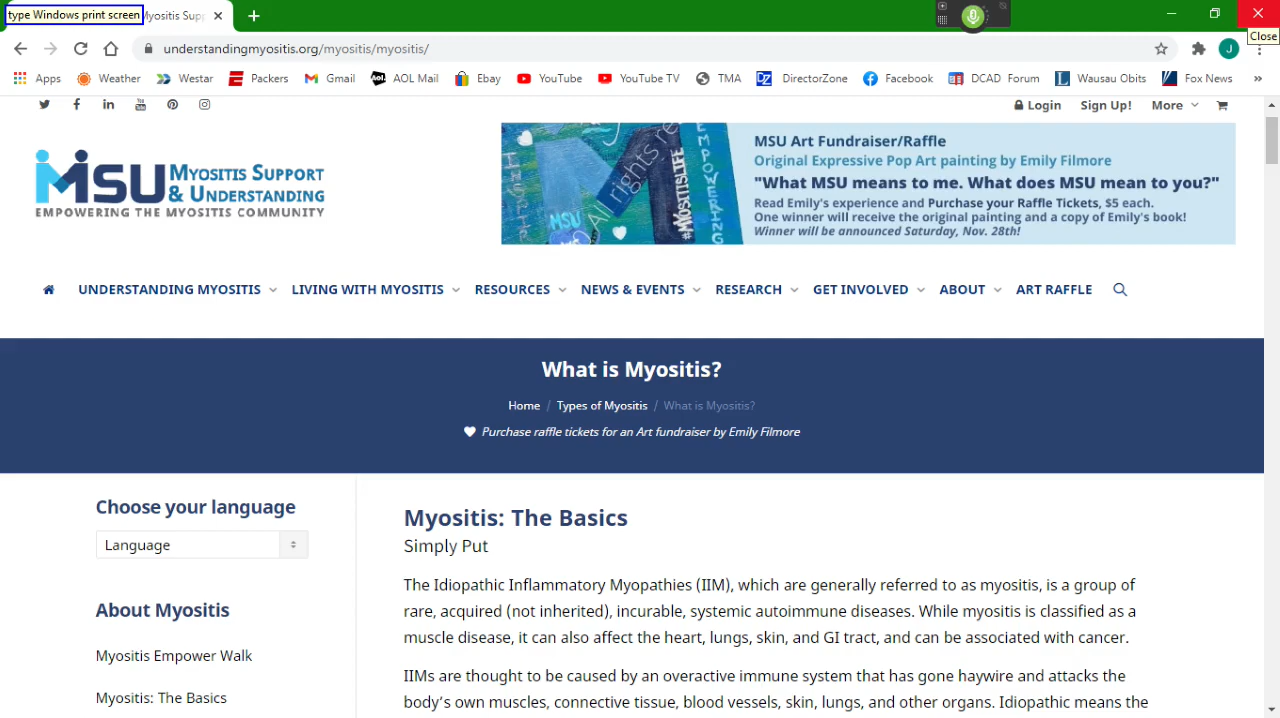 type Windows print screen
Myositis Supp
Close
understandingmyositis.org/myositis/myositis/
J
Apps Weather Westar Packers Gmail AOL Mail Ebay YouTube YouTube TV TMA DirectorZone Facebook DCAD Forum Wausau Obits Fox News »
Login Sign Up! More
MSU Myositis Support
& Understanding
EMPOWERING THE MYOSITIS COMMUNITY
EMPOWERING
All rights re
#MYOSITISLIFE
MSU
MSU Art Fundraiser/Raffle
Original Expressive Pop Art painting by Emily Filmore
"What MSU means to me. What does MSU mean to you?"
Read Emily's experience and Purchase your Raffle Tickets, $5 each.
One winner will receive the original painting and a copy of Emily's book!
Winner will be announced Saturday, Nov. 28th!
UNDERSTANDING MYOSITIS LIVING WITH MYOSITIS RESOURCES NEWS & EVENTS RESEARCH GET INVOLVED ABOUT ART RAFFLE
What is Myositis?
Home / Types of Myositis / What is Myositis?
Purchase raffle tickets for an Art fundraiser by Emily Filmore
Choose your language
Language
About Myositis
Myositis Empower Walk
Myositis: The Basics
Myositis: The Basics
Simply Put
The Idiopathic Inflammatory Myopathies (IIM), which are generally referred to as myositis, is a group of
rare, acquired (not inherited), incurable, systemic autoimmune diseases. While myositis is classified as a
muscle disease, it can also affect the heart, lungs, skin, and GI tract, and can be associated with cancer.
IIMs are thought to be caused by an overactive immune system that has gone haywire and attacks the
body's own muscles, connective tissue, blood vessels, skin, lungs, and other organs. Idiopathic means the